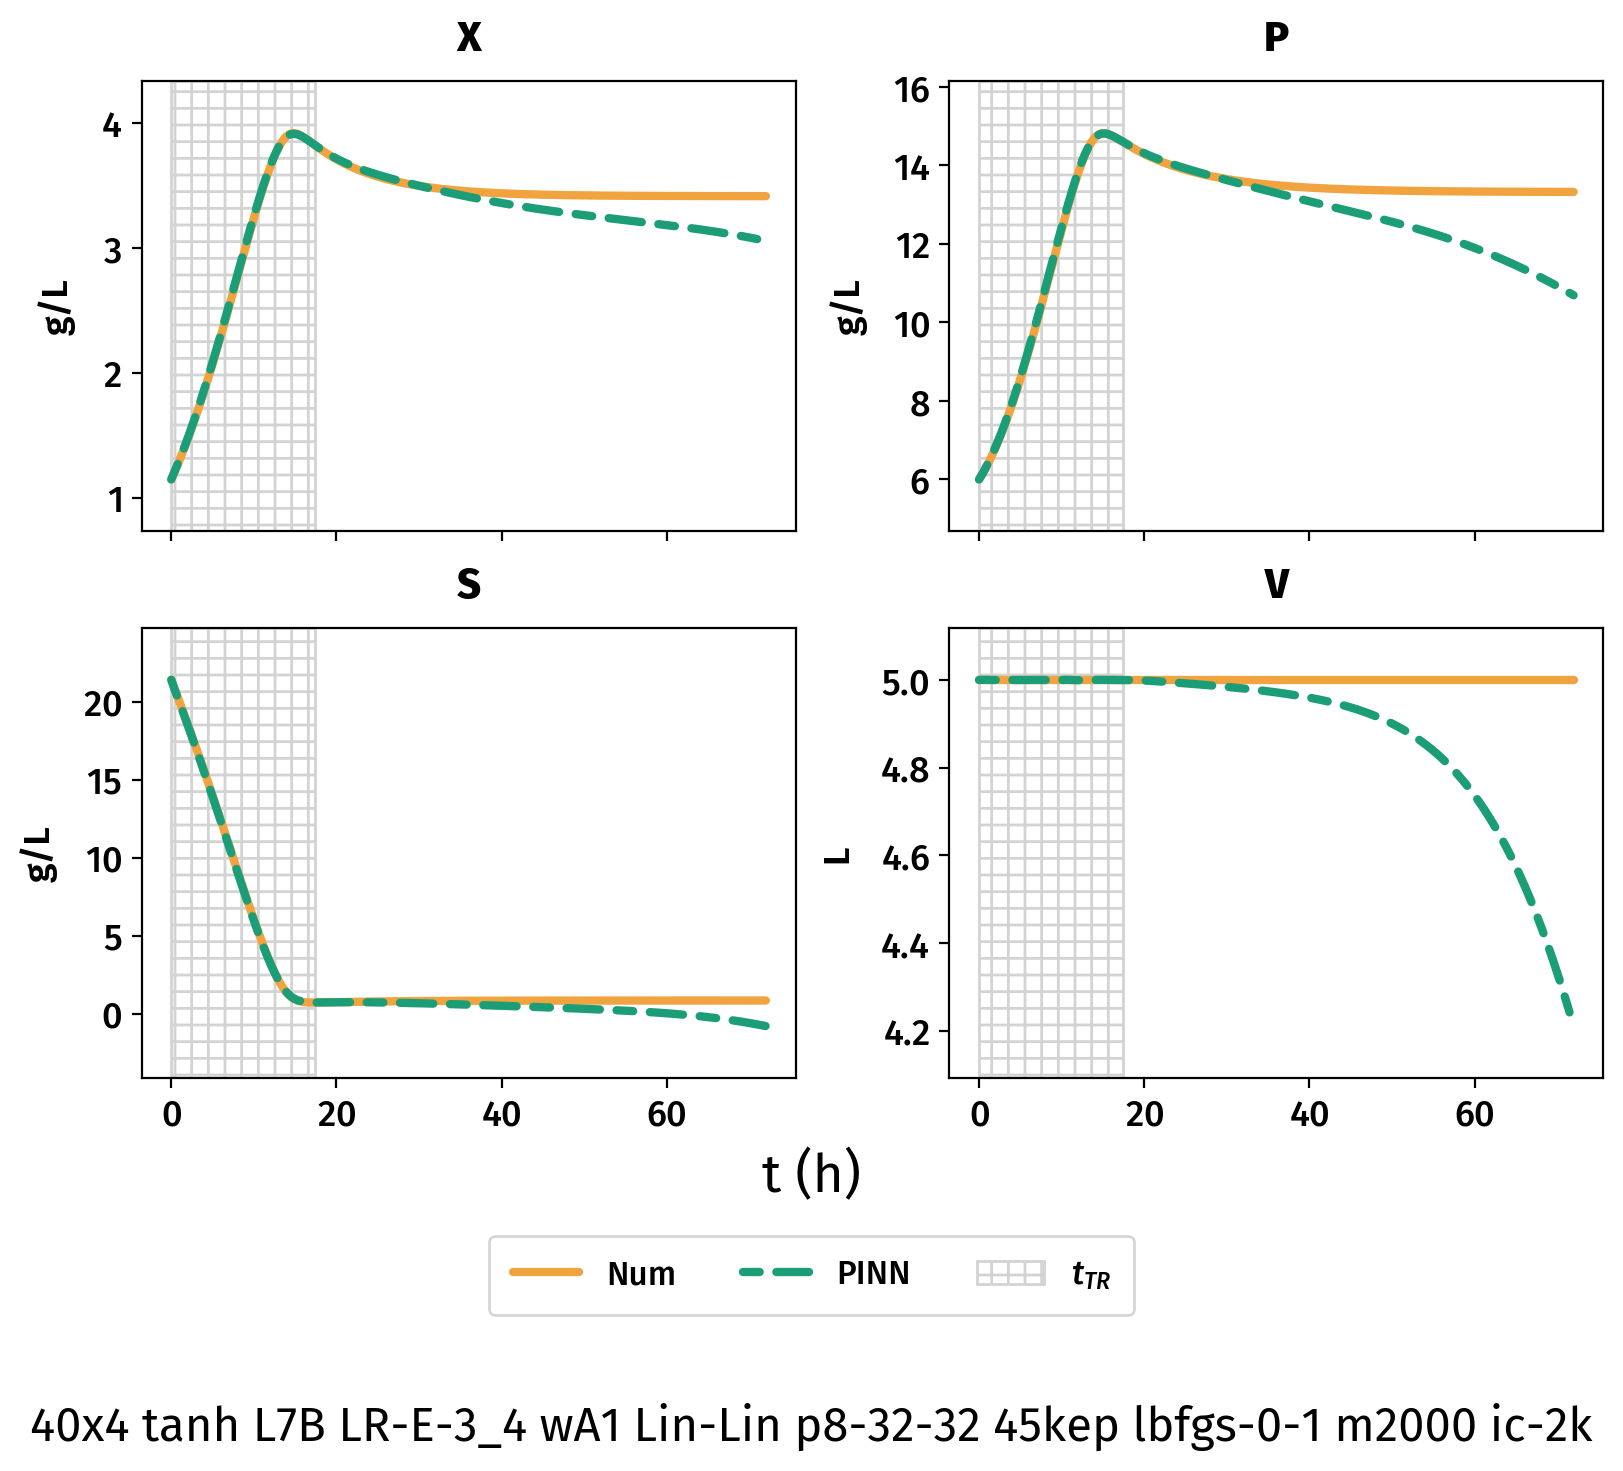 X
P
4
3
2
1
g/L
16
14
12
10
8
6
g/L
S
V
20
15
10
5
0
g/L
5.0
4.8
4.6
4.4
4.2
L
0 20 40 60
0 20 40 60
t (h)
Num PINN t_TR
40x4 tanh L7B LR-E-3_4 wA1 Lin-Lin p8-32-32 45kep lbfgs-0-1 m2000 ic-2k